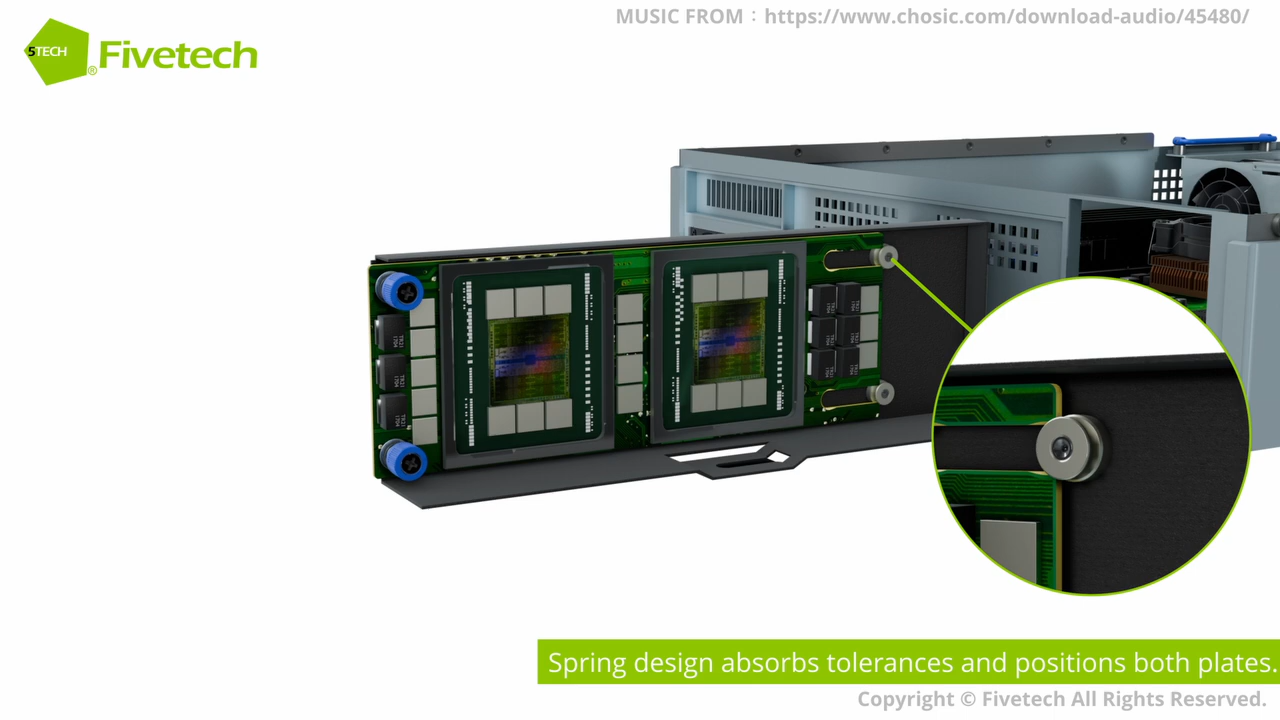 MUSIC FROM：https://www.chosic.com/download-audio/45480/
5TECH
®Fivetech
Spring design absorbs tolerances and positions both plates.
Copyright © Fivetech All Rights Reserved.